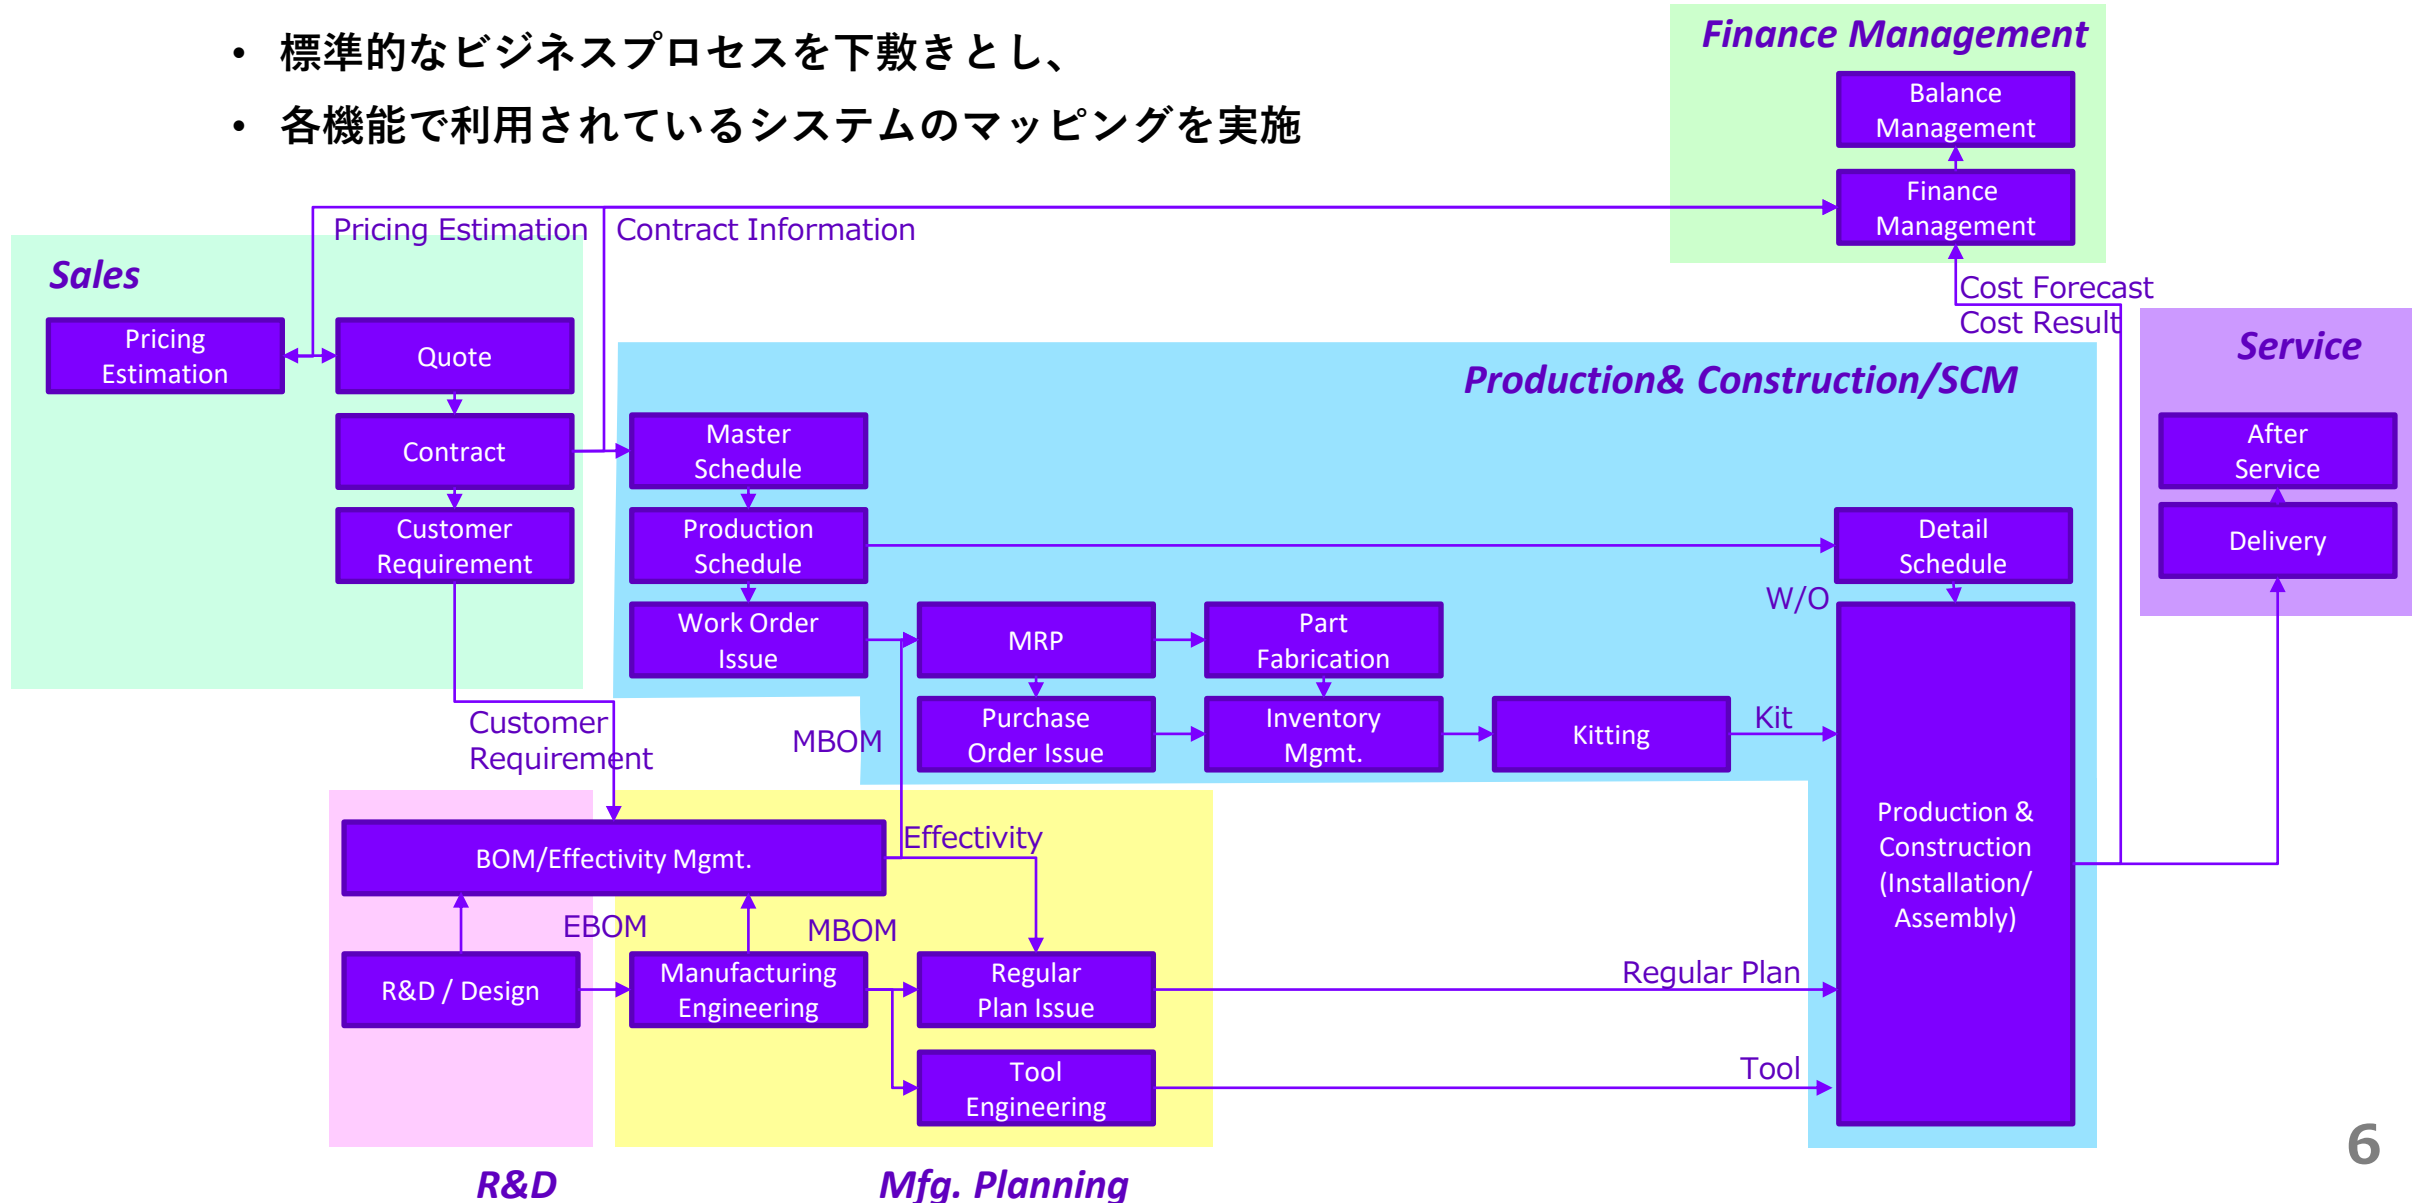 • 標準的なビジネスプロセスを下敷きとし、
• 各機能で利用されているシステムのマッピングを実施
Finance Management
Balance
Management
Finance
Management
Pricing Estimation
Contract Information
Cost Forecast
Cost Result
Sales
Pricing
Estimation
Quote
Contract
Customer
Requirement
Production& Construction/SCM
Master
Schedule
Production
Schedule
Detail
Schedule
Work Order
Issue
MRP
Part
Fabrication
W/O
Purchase
Order Issue
Inventory
Mgmt.
Kitting
Kit
Production &
Construction
(Installation/
Assembly)
Service
After
Service
Delivery
Customer
Requirement
MBOM
BOM/Effectivity Mgmt.
Effectivity
EBOM
MBOM
R&D / Design
Manufacturing
Engineering
Regular
Plan Issue
Regular Plan
Tool
Engineering
Tool
R&D
Mfg. Planning
6